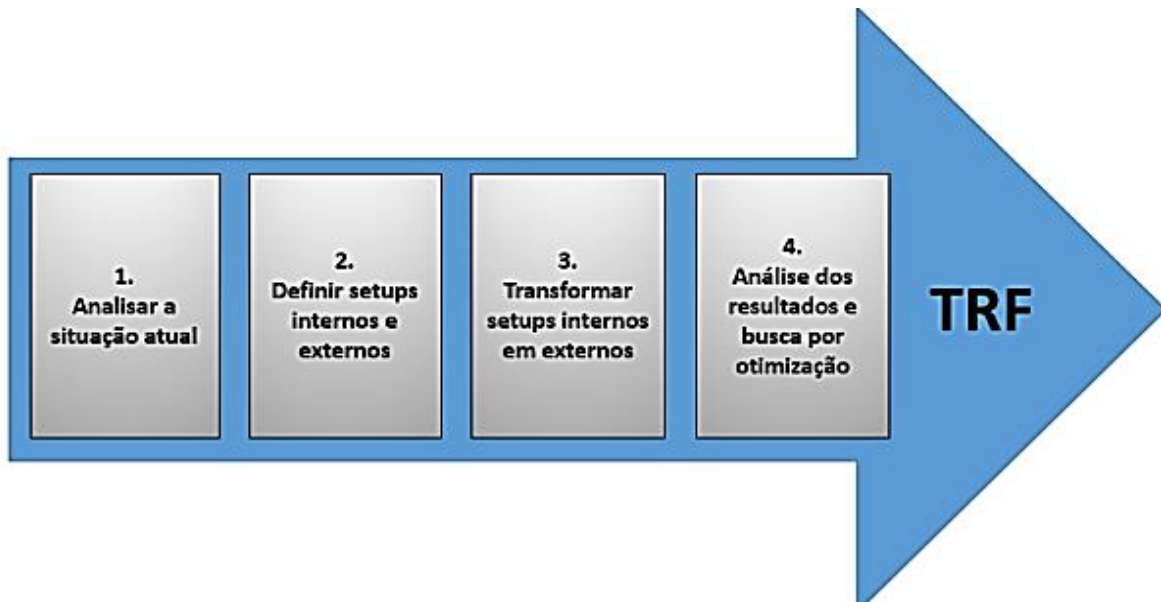 1.
Analisar a
situação atual
2.
Definir setups
internos e
externos
3.
Transformar
setups internos
em externos
4.
Análise dos
resultados e
busca por
otimização
TRF